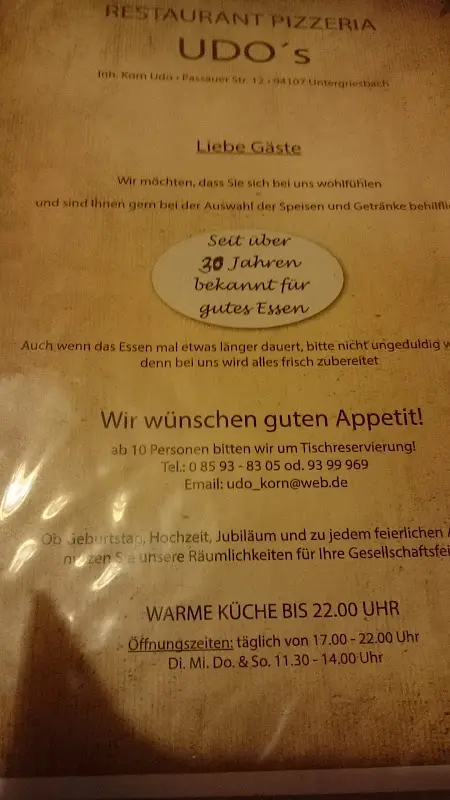 RESTAURANT PIZZERIA
UDO´s
Inh. Korn Udo • Passauer Str. 12 • 94107 Untergriesbach
Liebe Gäste
Wir möchten, dass Sie sich bei uns wohlfühlen
und sind Ihnen gern bei der Auswahl der Speisen und Getränke behilfli
Seit über
30 Jahren
bekannt für
gutes Essen
Auch wenn das Essen mal etwas länger dauert, bitte nicht ungeduldig w
denn bei uns wird alles frisch zubereitet
Wir wünschen guten Appetit!
ab 10 Personen bitten wir um Tischreservierung!
Tel.: 0 85 93 - 83 05 od. 93 99 969
Email: udo_korn@web.de
Ob Geburtstag, Hochzeit, Jubiläum und zu jedem feierlichen
nutzen Sie unsere Räumlichkeiten für Ihre Gesellschaftsfei
WARME KÜCHE BIS 22.00 UHR
Öffnungszeiten: täglich von 17.00 - 22.00 Uhr
Di. Mi. Do. & So. 11.30 - 14.00 Uhr